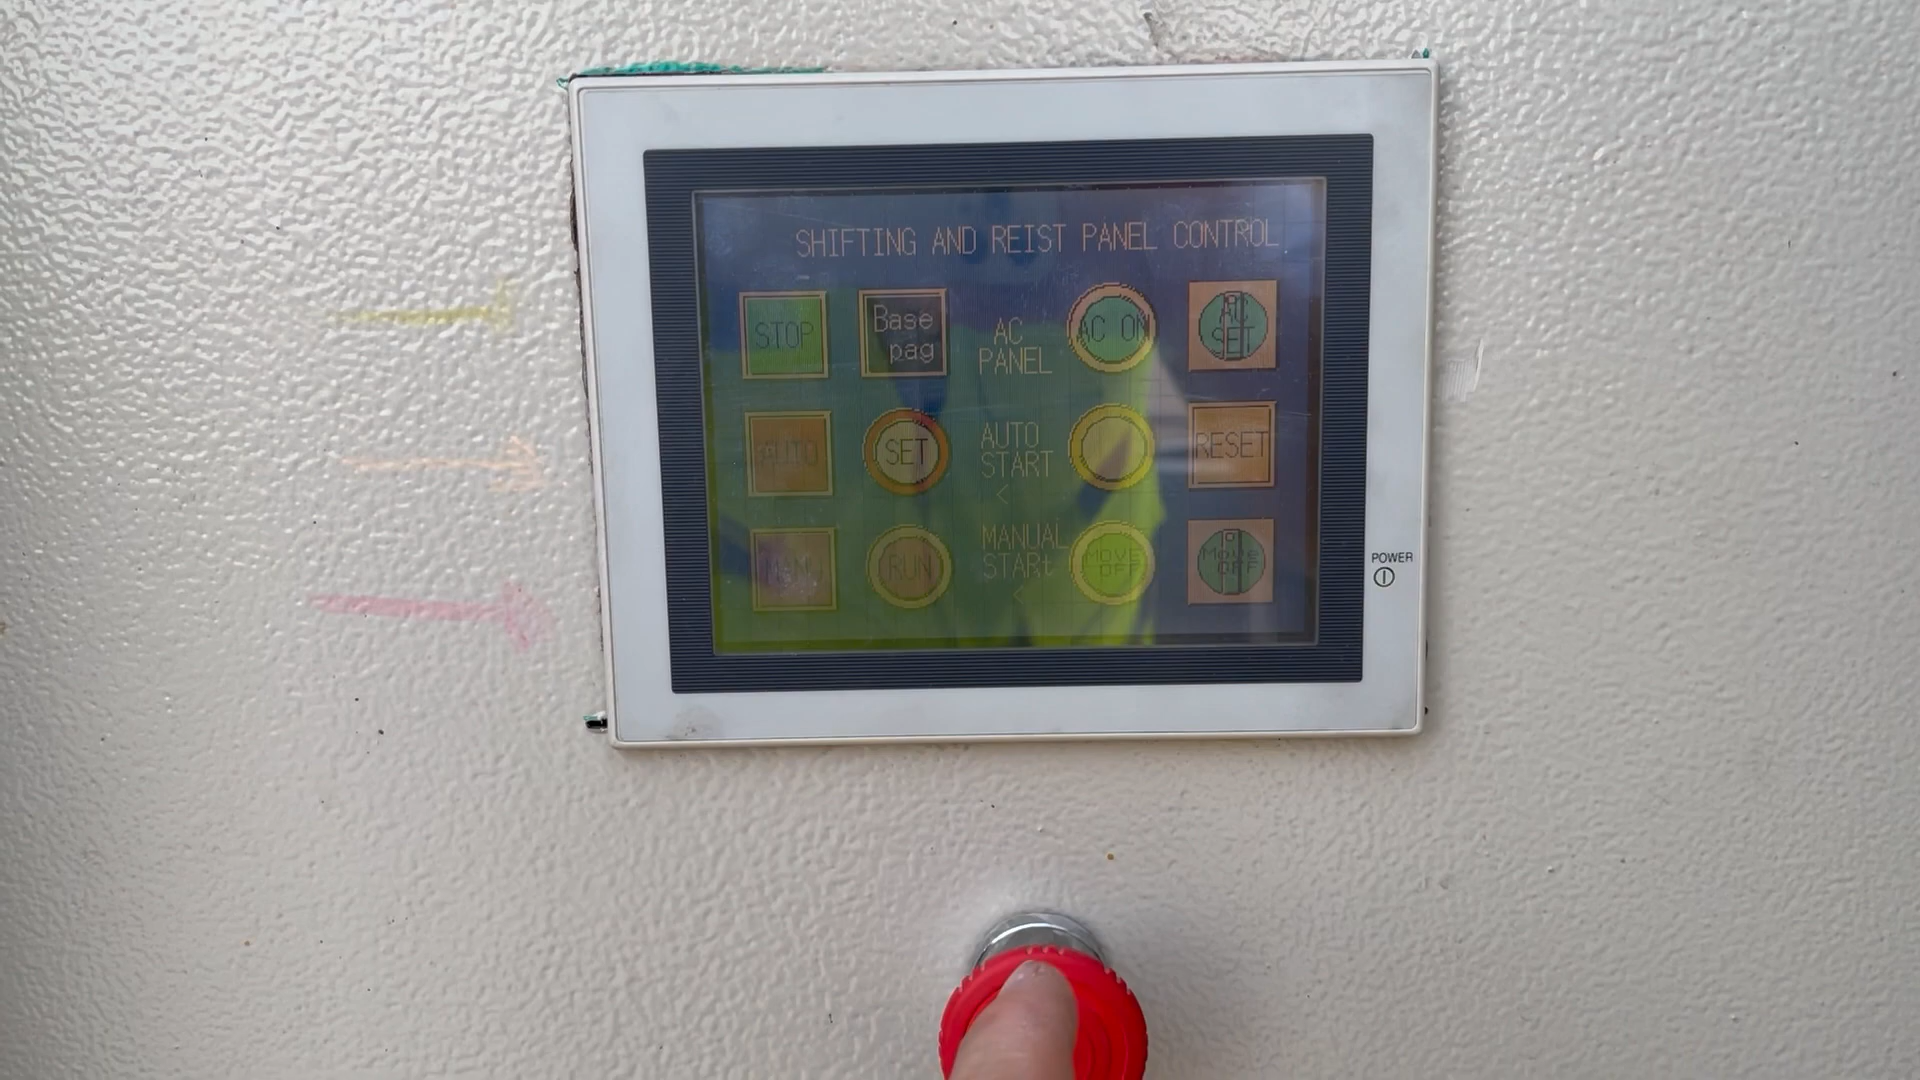 SHIFTING AND REIST PANEL CONTROL
STOP
Base
pag
AC
PANEL
AC ON
AC
SET
AUTO
SET
AUTO
START
<
RESET
MANU
RUN
MANUAL
STARt
<
MOVE
OFF
Move
OFF
POWER